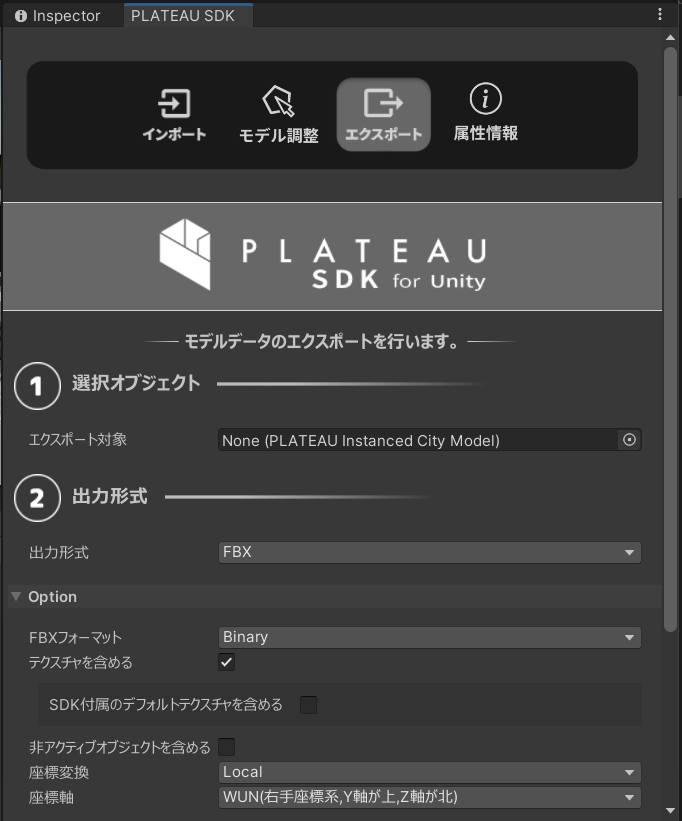 Inspector PLATEAU SDK
インポート モデル調整 エクスポート 属性情報
PLATEAU
SDK for Unity
モデルデータのエクスポートを行います。
1 選択オブジェクト
エクスポート対象 None (PLATEAU Instanced City Model)
2 出力形式
出力形式 FBX
Option
FBXフォーマット Binary
テクスチャを含める
SDK付属のデフォルトテクスチャを含める
非アクティブオブジェクトを含める
座標変換 Local
座標軸 WUN(右手座標系,Y軸が上,Z軸が北)